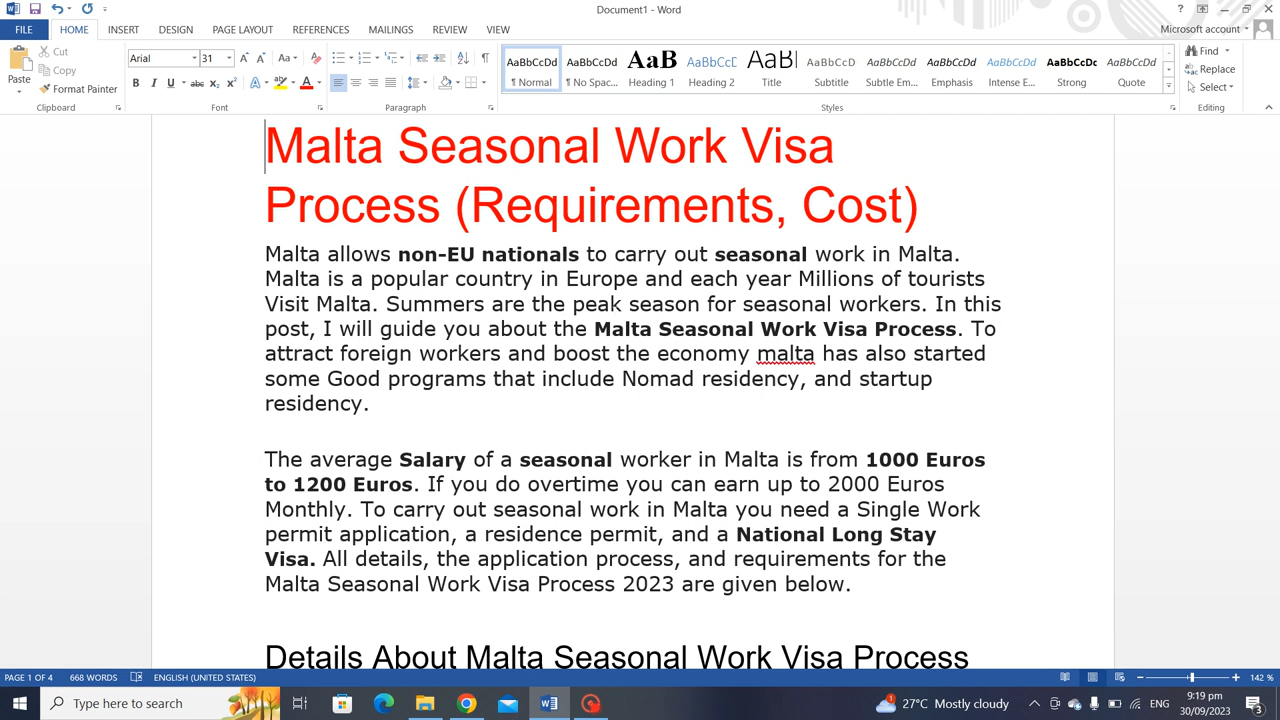 Document1 - Word
FILE HOME INSERT DESIGN PAGE LAYOUT REFERENCES MAILINGS REVIEW VIEW Microsoft account
Paste Cut Copy Format Painter
Clipboard
Arial 31
Font
Paragraph
AaBbCcDd AaBbCcDd AaB AaBbCcD AaBl AaBbCcD AaBbCcDd AaBbCcDd AaBbCcDd AaBbCcDc AaBbCcDd
¶ Normal ¶ No Spac... Heading 1 Heading 2 Title Subtitle Subtle Em... Emphasis Intense E... Strong Quote
Styles
Find
Replace
Select
Editing
Malta Seasonal Work Visa
Process (Requirements, Cost)
Malta allows non-EU nationals to carry out seasonal work in Malta.
Malta is a popular country in Europe and each year Millions of tourists
Visit Malta. Summers are the peak season for seasonal workers. In this
post, I will guide you about the Malta Seasonal Work Visa Process. To
attract foreign workers and boost the economy malta has also started
some Good programs that include Nomad residency, and startup
residency.
The average Salary of a seasonal worker in Malta is from 1000 Euros
to 1200 Euros. If you do overtime you can earn up to 2000 Euros
Monthly. To carry out seasonal work in Malta you need a Single Work
permit application, a residence permit, and a National Long Stay
Visa. All details, the application process, and requirements for the
Malta Seasonal Work Visa Process 2023 are given below.
Details About Malta Seasonal Work Visa Process
PAGE 1 OF 4 668 WORDS ENGLISH (UNITED STATES) 142 %
Type here to search 27°C Mostly cloudy ENG 9:19 pm
30/09/2023 3